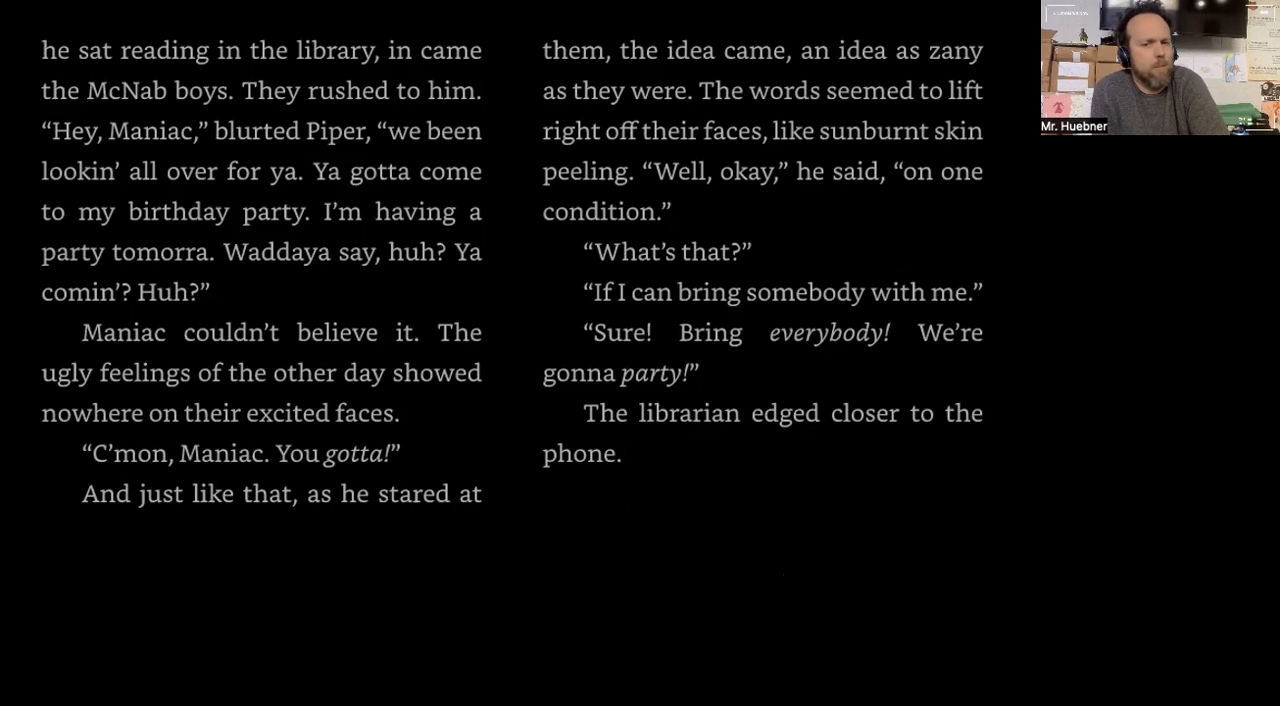 he sat reading in the library, in came
the McNab boys. They rushed to him.
“Hey, Maniac,” blurted Piper, “we been
lookin’ all over for ya. Ya gotta come
to my birthday party. I’m having a
party tomorra. Waddaya say, huh? Ya
comin’? Huh?”
Maniac couldn’t believe it. The
ugly feelings of the other day showed
nowhere on their excited faces.
“C’mon, Maniac. You gotta!”
And just like that, as he stared at
them, the idea came, an idea as zany
as they were. The words seemed to lift
right off their faces, like sunburnt skin
peeling. “Well, okay,” he said, “on one
condition.”
“What’s that?”
“If I can bring somebody with me.”
“Sure! Bring everybody! We’re
gonna party!”
The librarian edged closer to the
phone.
Mr. Huebner